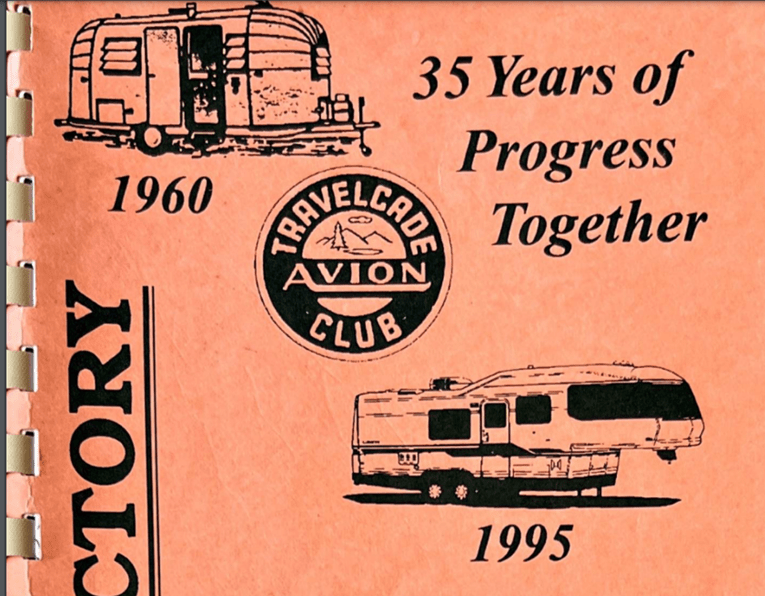 35 Years of
Progress
Together
1960
TRAVELCADE
AVION
CLUB
1995
CTORY